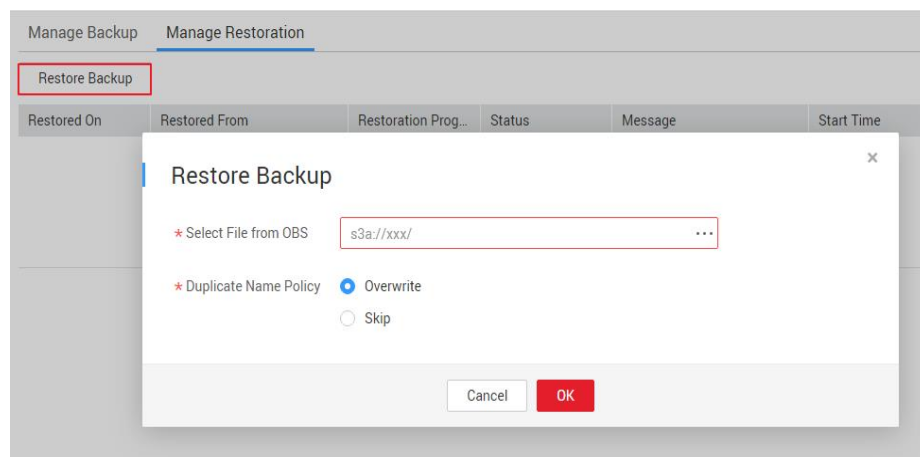 Manage Backup Manage Restoration
Restore Backup
Restored On Restored From Restoration Prog... Status Message Start Time
×
Restore Backup
* Select File from OBS s3a://xxx/ ...
* Duplicate Name Policy Overwrite
Skip
Cancel OK